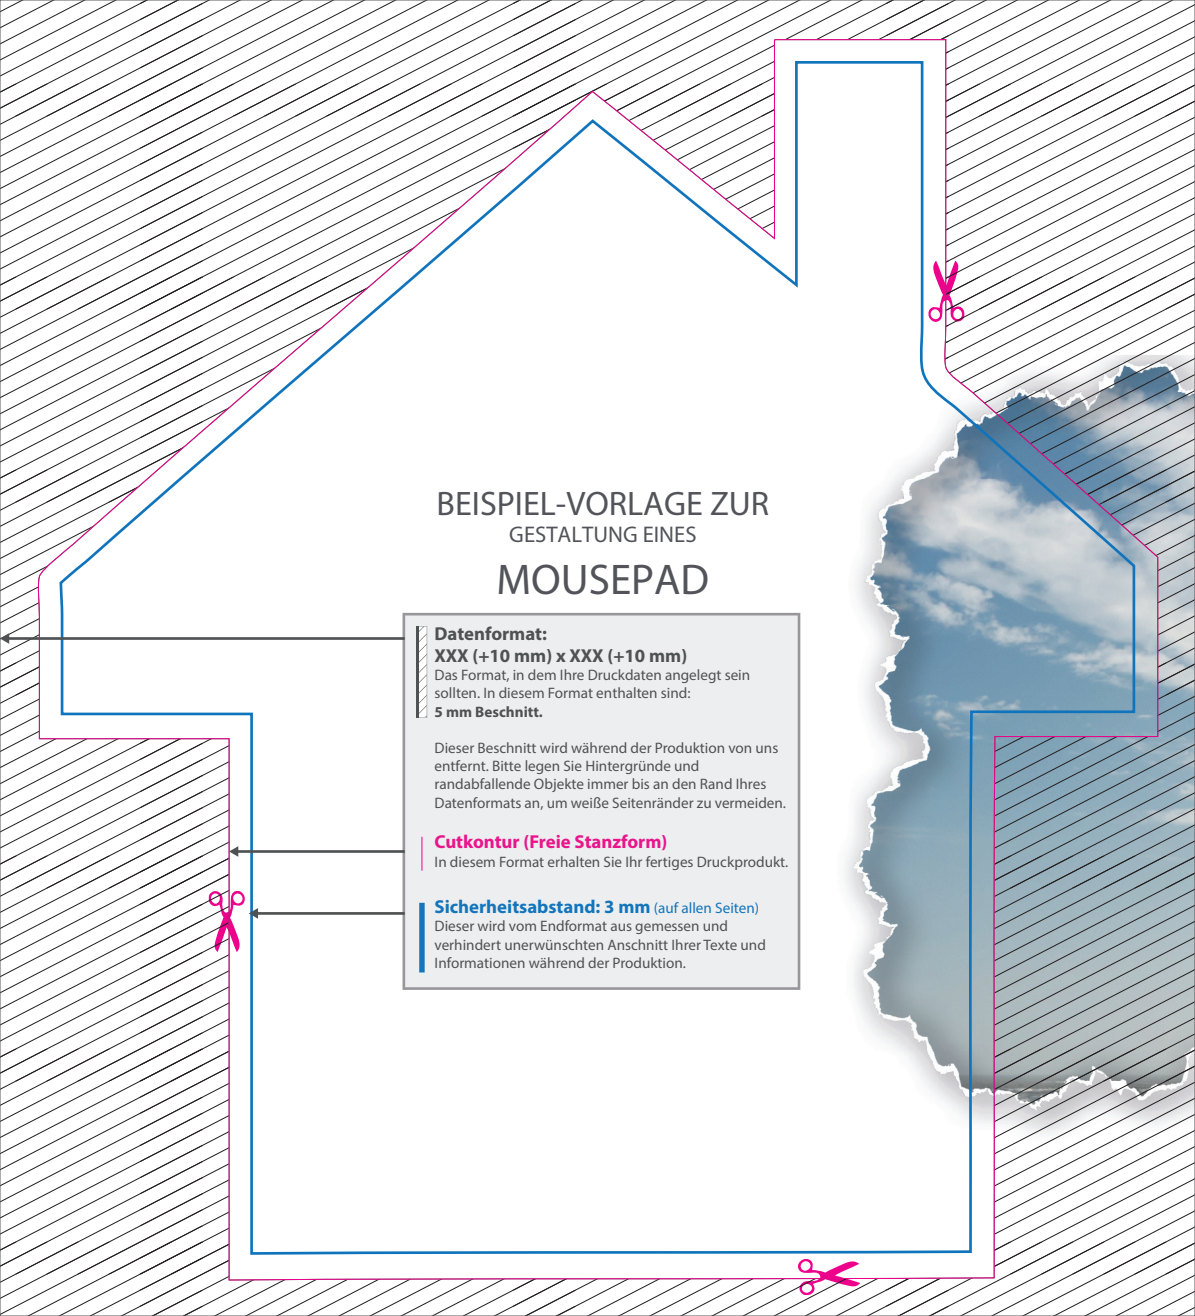 BEISPIEL-VORLAGE ZUR
GESTALTUNG EINES
MOUSEPAD
Datenformat:
XXX (+10 mm) x XXX (+10 mm)
Das Format, in dem Ihre Druckdaten angelegt sein
sollten. In diesem Format enthalten sind:
5 mm Beschnitt.
Dieser Beschnitt wird während der Produktion von uns
entfernt. Bitte legen Sie Hintergründe und
randabfallende Objekte immer bis an den Rand Ihres
Datenformats an, um weiße Seitenränder zu vermeiden.
Cutkontur (Freie Stanzform)
In diesem Format erhalten Sie Ihr fertiges Druckprodukt.
Sicherheitsabstand: 3 mm (auf allen Seiten)
Dieser wird vom Endformat aus gemessen und
verhindert unerwünschten Anschnitt Ihrer Texte und
Informationen während der Produktion.